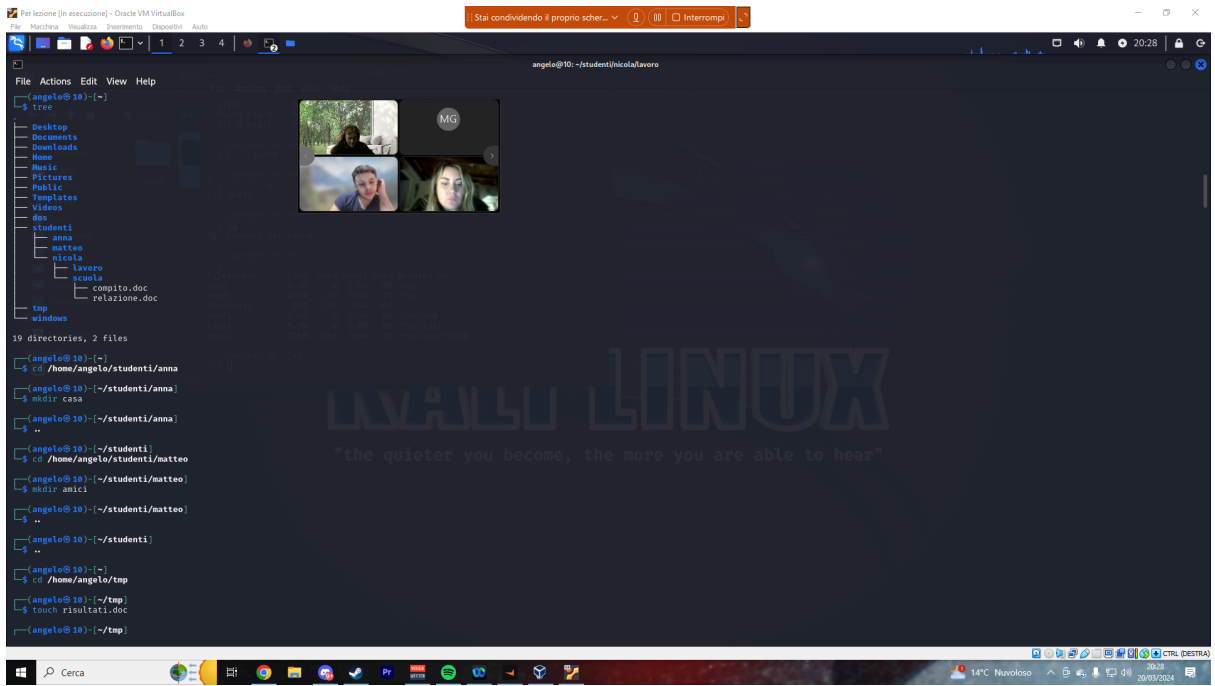 Per lezione [In esecuzione] - Oracle VM VirtualBox
Stai condividendo il proprio scher...
Interrompi
File Macchina Visualizza Inserimento Dispositivi Aiuto
1 2 3 4
20:28
angelo@10: ~/studenti/nicola/lavoro
File Actions Edit View Help
┌──(angelo㉿10)-[~]
└─$ tree
.
├── Desktop
├── Documents
├── Downloads
├── Home
├── Music
├── Pictures
├── Public
├── Templates
├── Videos
├── dos
├── studenti
│   ├── anna
│   ├── matteo
│   └── nicola
│       ├── lavoro
│       └── scuola
│           ├── compito.doc
│           └── relazione.doc
├── tmp
└── windows
19 directories, 2 files
┌──(angelo㉿10)-[~]
└─$ cd /home/angelo/studenti/anna
┌──(angelo㉿10)-[~/studenti/anna]
└─$ mkdir casa
┌──(angelo㉿10)-[~/studenti/anna]
└─$ ..
┌──(angelo㉿10)-[~/studenti]
└─$ cd /home/angelo/studenti/matteo
┌──(angelo㉿10)-[~/studenti/matteo]
└─$ mkdir amici
┌──(angelo㉿10)-[~/studenti/matteo]
└─$ ..
┌──(angelo㉿10)-[~/studenti]
└─$ ..
┌──(angelo㉿10)-[~]
└─$ cd /home/angelo/tmp
┌──(angelo㉿10)-[~/tmp]
└─$ touch risultati.doc
┌──(angelo㉿10)-[~/tmp]
MG
KALI LINUX
"the quieter you become, the more you are able to hear"
CTRL (DESTRA)
Cerca
Pr
14°C Nuvoloso
20:28
20/03/2024